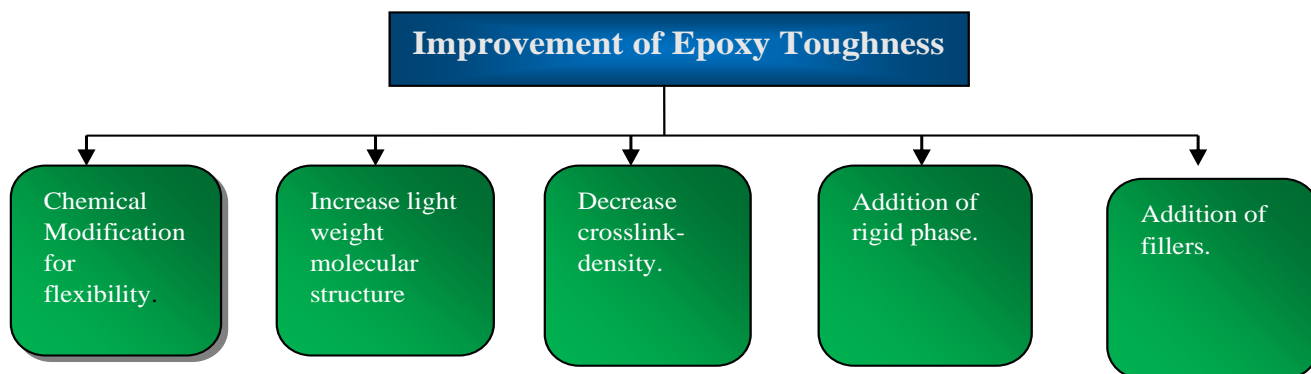 Improvement of Epoxy Toughness
Chemical
Modification
for
flexibility.
Increase light
weight
molecular
structure
Decrease
crosslink-
density.
Addition of
rigid phase.
Addition of
fillers.